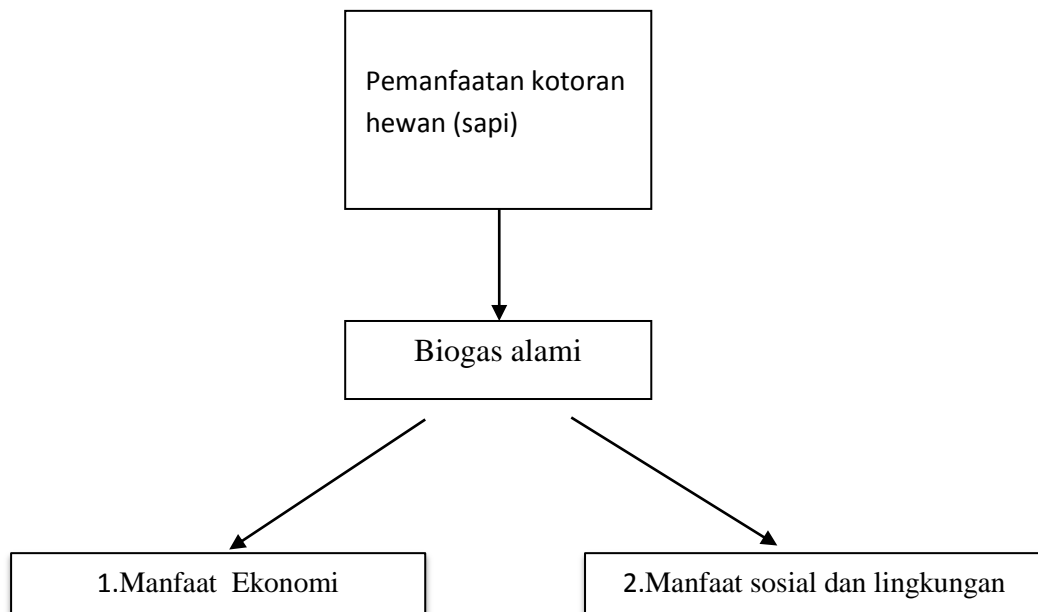 Pemanfaatan kotoran
hewan (sapi)
Biogas alami
1.Manfaat Ekonomi
2.Manfaat sosial dan lingkungan